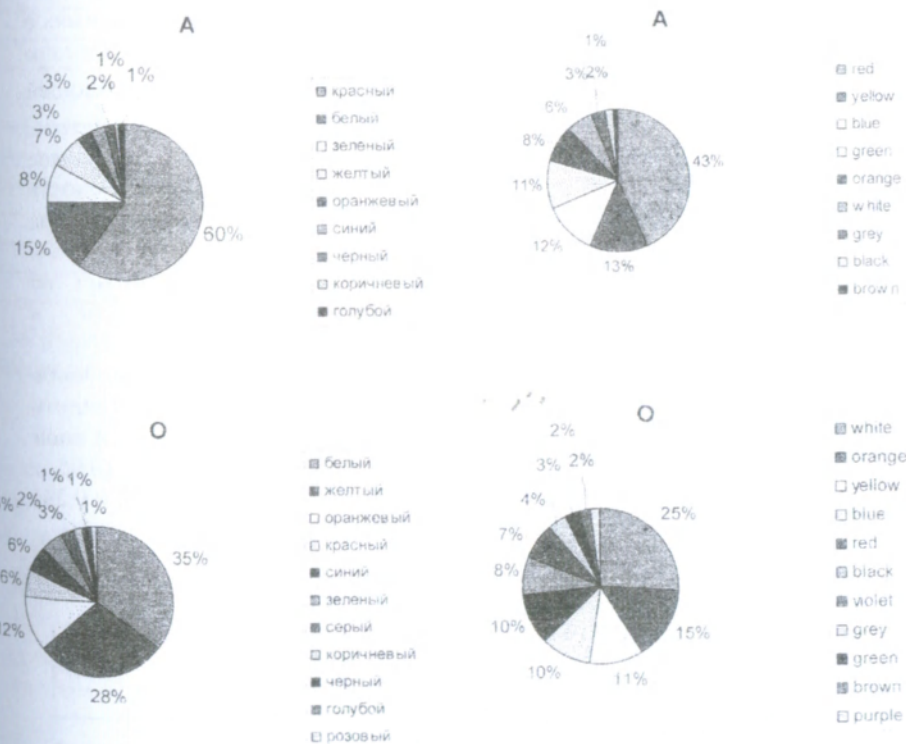 А
1%
3% 2% 1%
3%
7%
8%
15%
60%
красный
белый
зеленый
желтый
оранжевый
синий
черный
коричневый
голубой
A
1%
3%2%
6%
8%
11%
12%
13%
43%
red
yellow
blue
green
orange
white
grey
black
brown
О
1% 1%
2%3% 1%
6%
6%
35%
28%
белый
желтый
оранжевый
красный
синий
зеленый
серый
коричневый
черный
голубой
розовый
O
2%
3% 2%
4%
7%
8%
10%
10%
11%
15%
25%
white
orange
yellow
blue
red
black
violet
grey
green
brown
purple